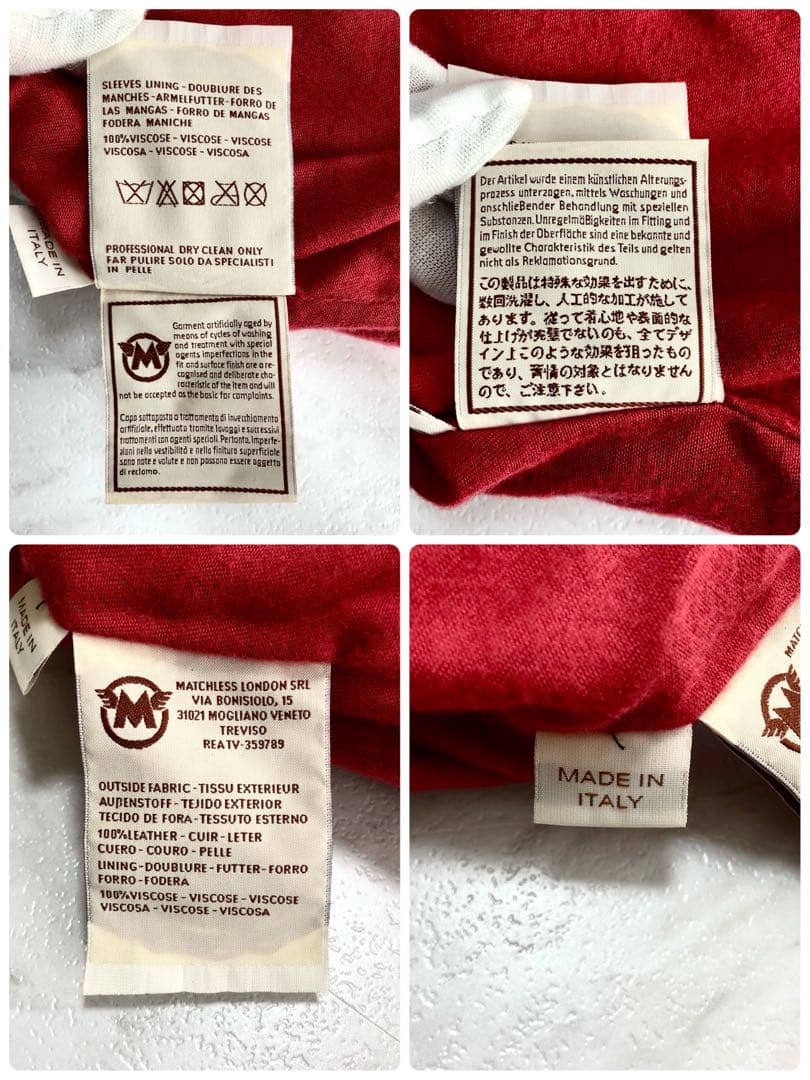 SLEEVES LINING - DOUBLURE DES
MANCHES - ARMELFUTTER - FORRO DE
LAS MANGAS - FORRO DE MANGAS
FODERA MANICHE
100%VISCOSE - VISCOSE - VISCOSE
VISCOSA - VISCOSE - VISCOSA
PROFESSIONAL DRY CLEAN ONLY
FAR PULIRE SOLO DA SPECIALISTI
IN PELLE
MADE IN
ITALY
M
Garment artificially aged by
means of cycles of washing
and treatment with special
agents imperfections in the
fit and surface finish are a re-
cognised and deliberate cha-
racteristic of the item and will
not be accepted as the basic for complaints.
Capo sottoposto a trattamento di invecchiamento
artificiale, effettuato tramite lavaggi e successivi
trattamenti con agenti speciali. Pertanto, imperfe-
zioni nella vestibilità e nella finitura superficiale
sono note e volute e non possono essere oggetto
di reclamo.
Der Artikel wurde einem künstlichen Alterungs-
prozess unterzogen, mittels Waschungen und
anschließender Behandlung mit speziellen
Substanzen. Unregelmäßigkeiten im Fitting und
im Finish der Oberfläche sind eine bekannte und
gewollte Charakteristik des Teils und gelten
nicht als Reklamationsgrund.
この製品は特殊な効果を出すために、
数回洗濯し、人工的な加工が施して
あります。従って着心地や表面的な
仕上げが完璧でないのも、全てデザ
イン上このような効果を狙ったもの
であり、苦情の対象とはなりません
ので、ご注意下さい。
MADE IN
ITALY
M
MATCHLESS LONDON SRL
VIA BONISIOLO, 15
31021 MOGLIANO VENETO
TREVISO
REA TV-359789
OUTSIDE FABRIC - TISSU EXTERIEUR
AUßENSTOFF - TEJIDO EXTERIOR
TECIDO DE FORA - TESSUTO ESTERNO
100%LEATHER - CUIR - LETER
CUERO - COURO - PELLE
LINING - DOUBLURE - FUTTER - FORRO
FORRO - FODERA
100%VISCOSE - VISCOSE - VISCOSE
VISCOSA - VISCOSE - VISCOSA
MADE IN
ITALY
MATC